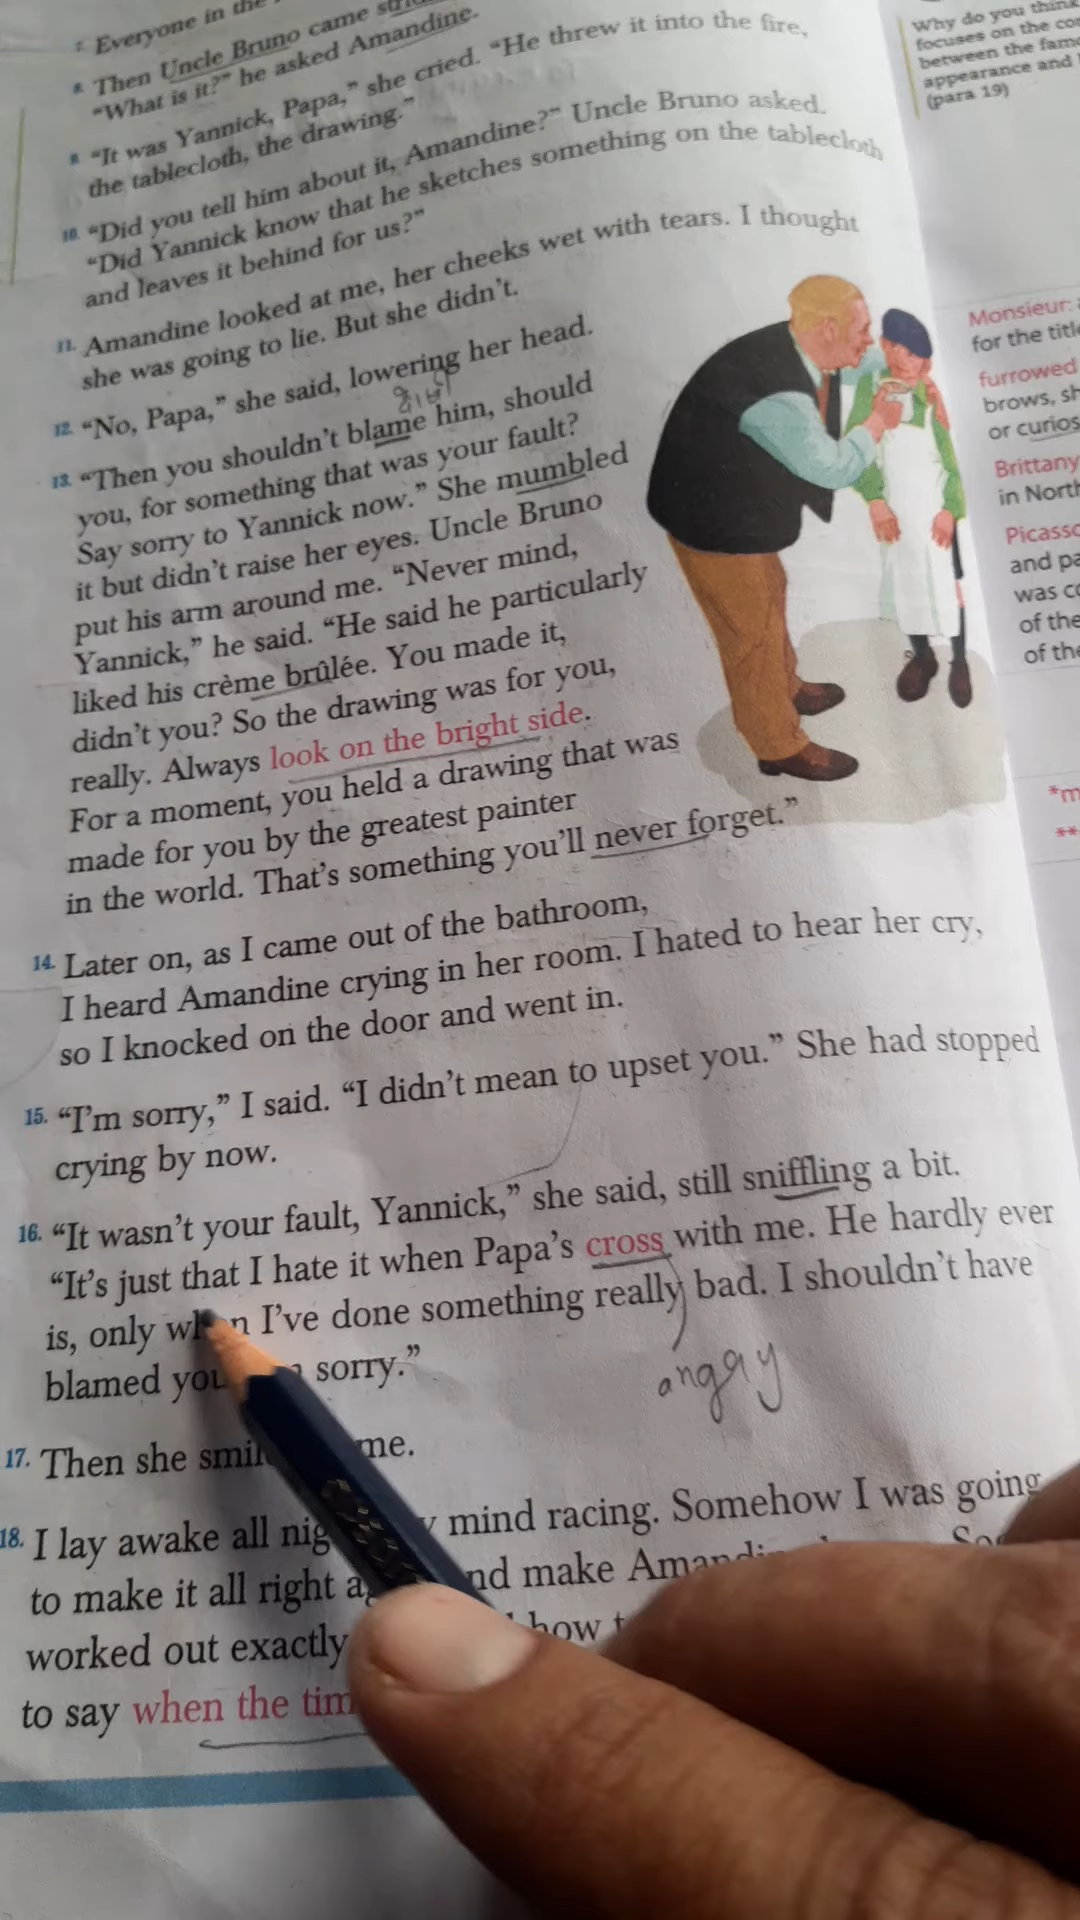 7. Everyone in the
8. Then Uncle Bruno came
"What is it?" he asked Amandine.
9. "It was Yannick, Papa," she cried. "He threw it into the fire,
the tablecloth, the drawing."
10. "Did you tell him about it, Amandine?" Uncle Bruno asked.
"Did Yannick know that he sketches something on the tablecloth
and leaves it behind for us?"
11. Amandine looked at me, her cheeks wet with tears. I thought
she was going to lie. But she didn't.
12. "No, Papa," she said, lowering her head.
13. "Then you shouldn't blame him, should
you, for something that was your fault?
Say sorry to Yannick now." She mumbled
it but didn't raise her eyes. Uncle Bruno
put his arm around me. "Never mind,
Yannick," he said. "He said he particularly
liked his crème brûlée. You made it,
didn't you? So the drawing was for you,
really. Always look on the bright side.
For a moment, you held a drawing that was
made for you by the greatest painter
in the world. That's something you'll never forget."
14. Later on, as I came out of the bathroom,
I heard Amandine crying in her room. I hated to hear her cry,
so I knocked on the door and went in.
15. "I'm sorry," I said. "I didn't mean to upset you." She had stopped
crying by now.
16. "It wasn't your fault, Yannick," she said, still sniffling a bit.
"It's just that I hate it when Papa's cross with me. He hardly ever
is, only when I've done something really bad. I shouldn't have
blamed you sorry."
angry
17. Then she me.
18. I lay awake all mind racing. Somehow I was going
to make it all right and make
worked out exactly how
to say when the
Why do you think
focuses on the
between the
appearance and
(para 19)
Monsieur:
for the
furrowed
brows,
or
Brittany
in
and
was
of the
of the